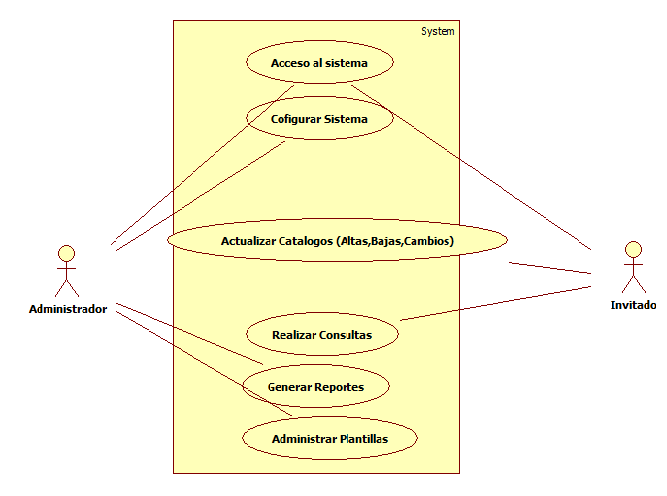 System
Acceso al sistema
Cofigurar Sistema
Actualizar Catalogos (Altas,Bajas,Cambios)
Administrador
Invitado
Realizar Consultas
Generar Reportes
Administrar Plantillas